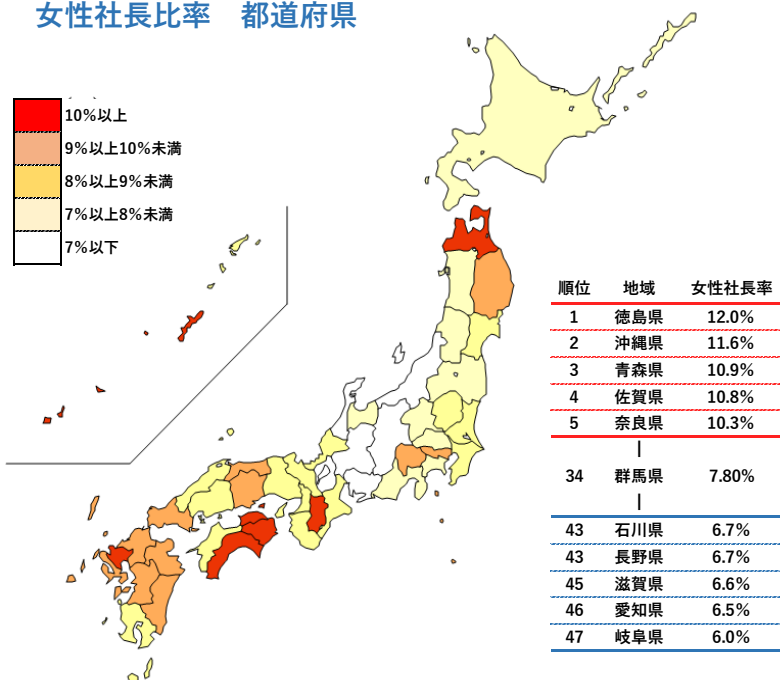 女性社長比率　都道府県
10%以上
9%以上10%未満
8%以上9%未満
7%以上8%未満
7%以下
順位 地域 女性社長率
1 徳島県 12.0%
2 沖縄県 11.6%
3 青森県 10.9%
4 佐賀県 10.8%
5 奈良県 10.3%
34 群馬県 7.80%
43 石川県 6.7%
43 長野県 6.7%
45 滋賀県 6.6%
46 愛知県 6.5%
47 岐阜県 6.0%